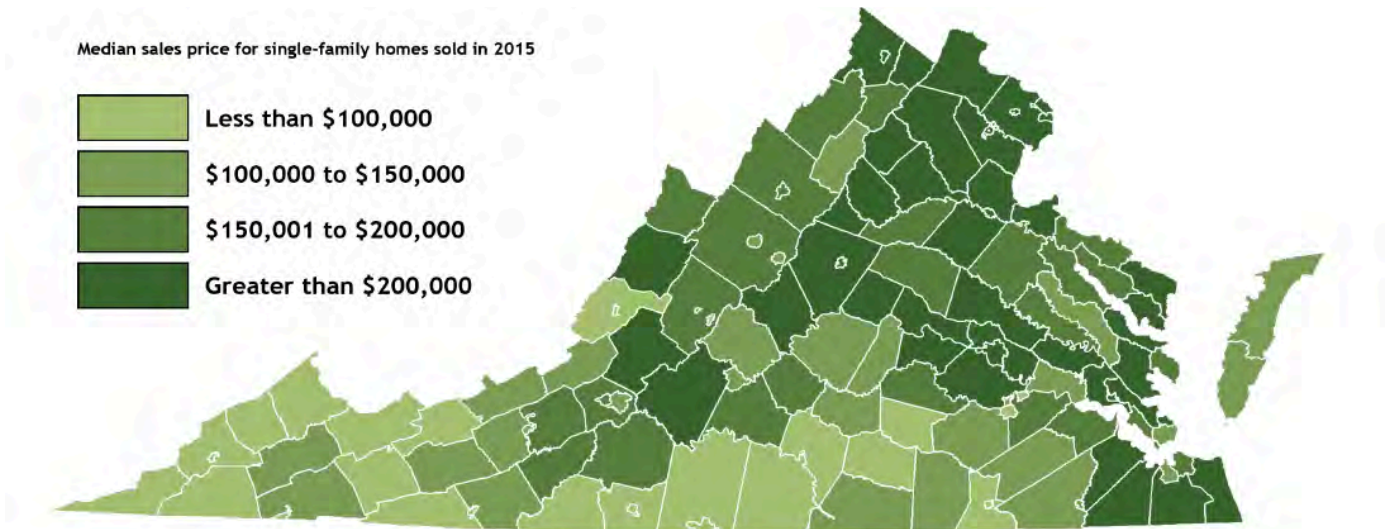 Median sales price for single-family homes sold in 2015
Less than $100,000
$100,000 to $150,000
$150,001 to $200,000
Greater than $200,000